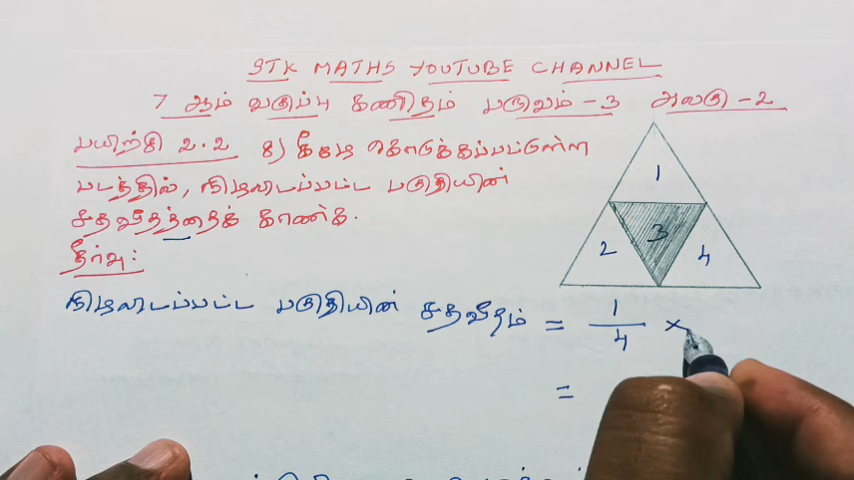 STK MATHS YOUTUBE CHANNEL
7 ஆம் வகுப்பு கணிதம் பருவம் -3 அலகு -2
பயிற்சி 2.2 8) கீழே கொடுக்கப்பட்டுள்ள
படத்தில், நிழலிடப்பட்ட பகுதியின்
சதவீதத்தைக் காண்க.
தீர்வு:
1
2 3 4
நிழலிடப்பட்ட பகுதியின் சதவீதம் = 1/4 ×
=